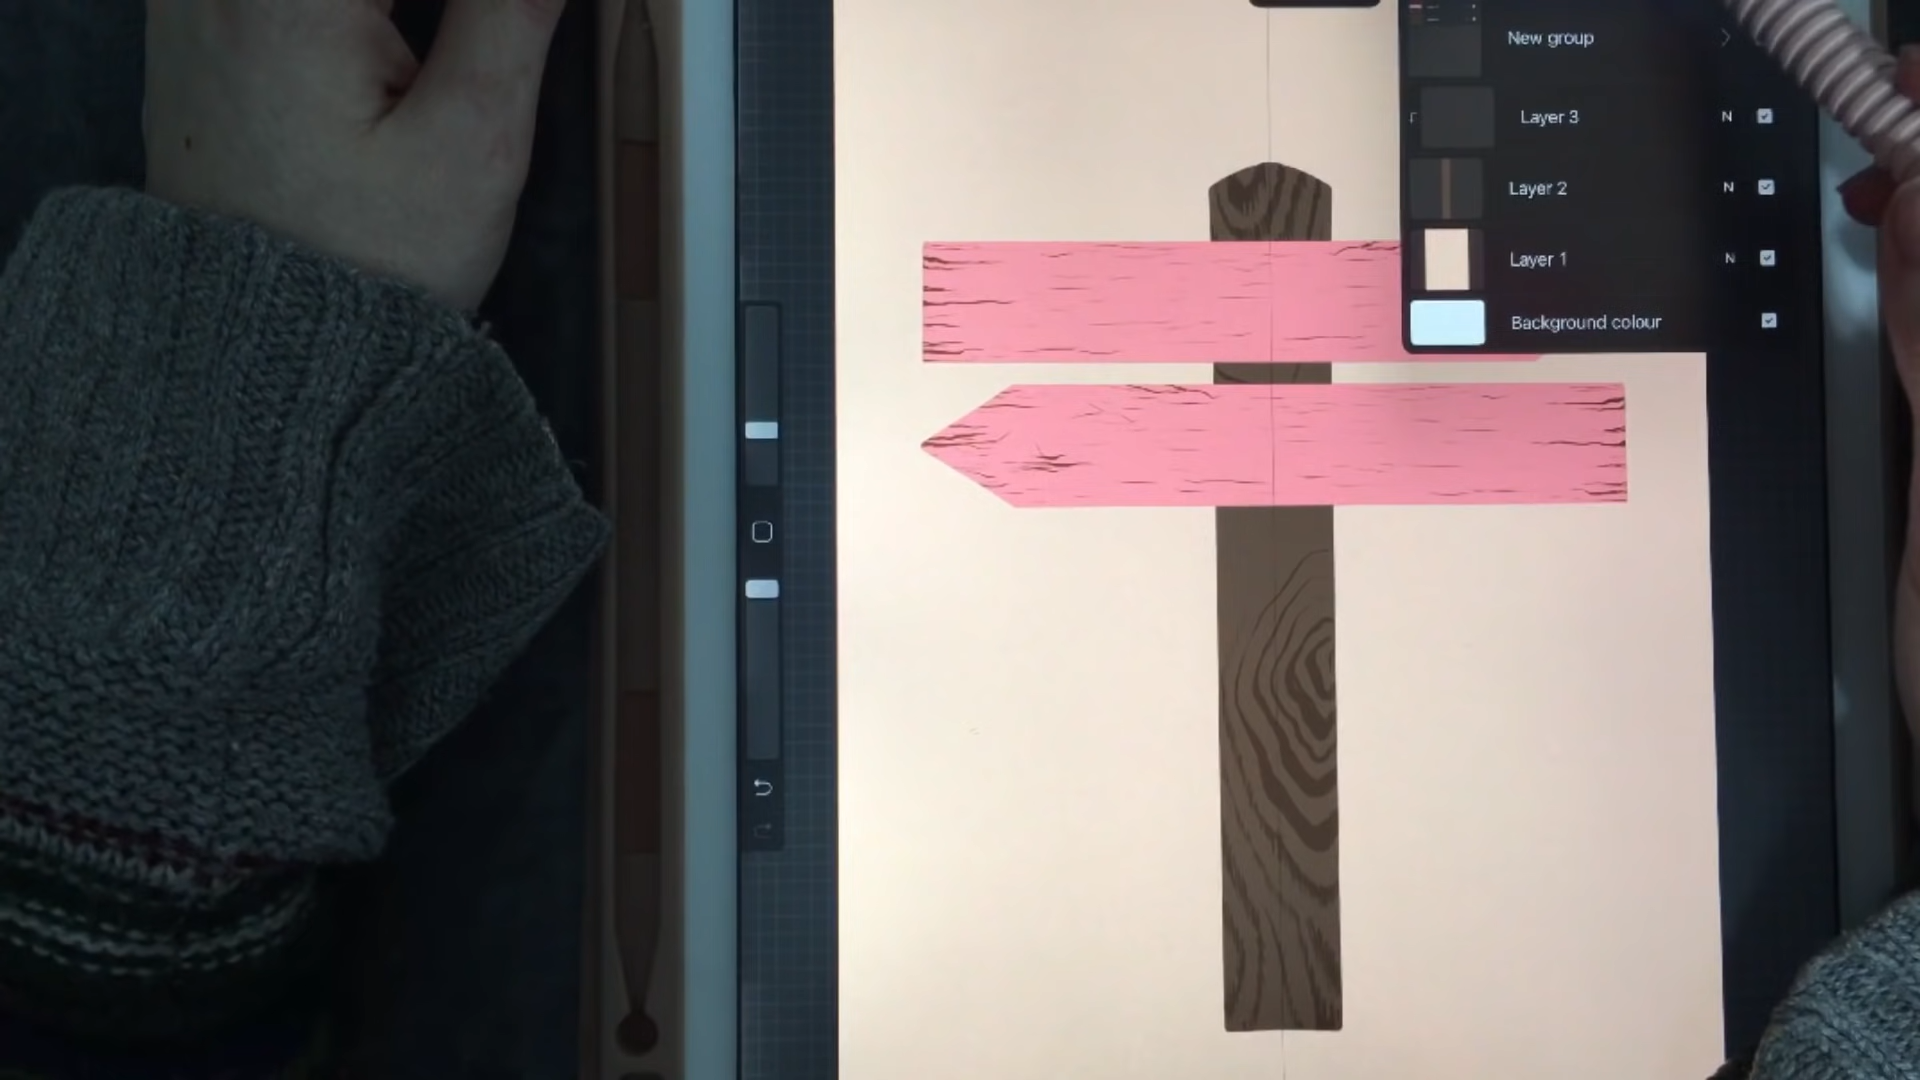 New group
Layer 3
N
Layer 2
N
Layer 1
N
Background colour